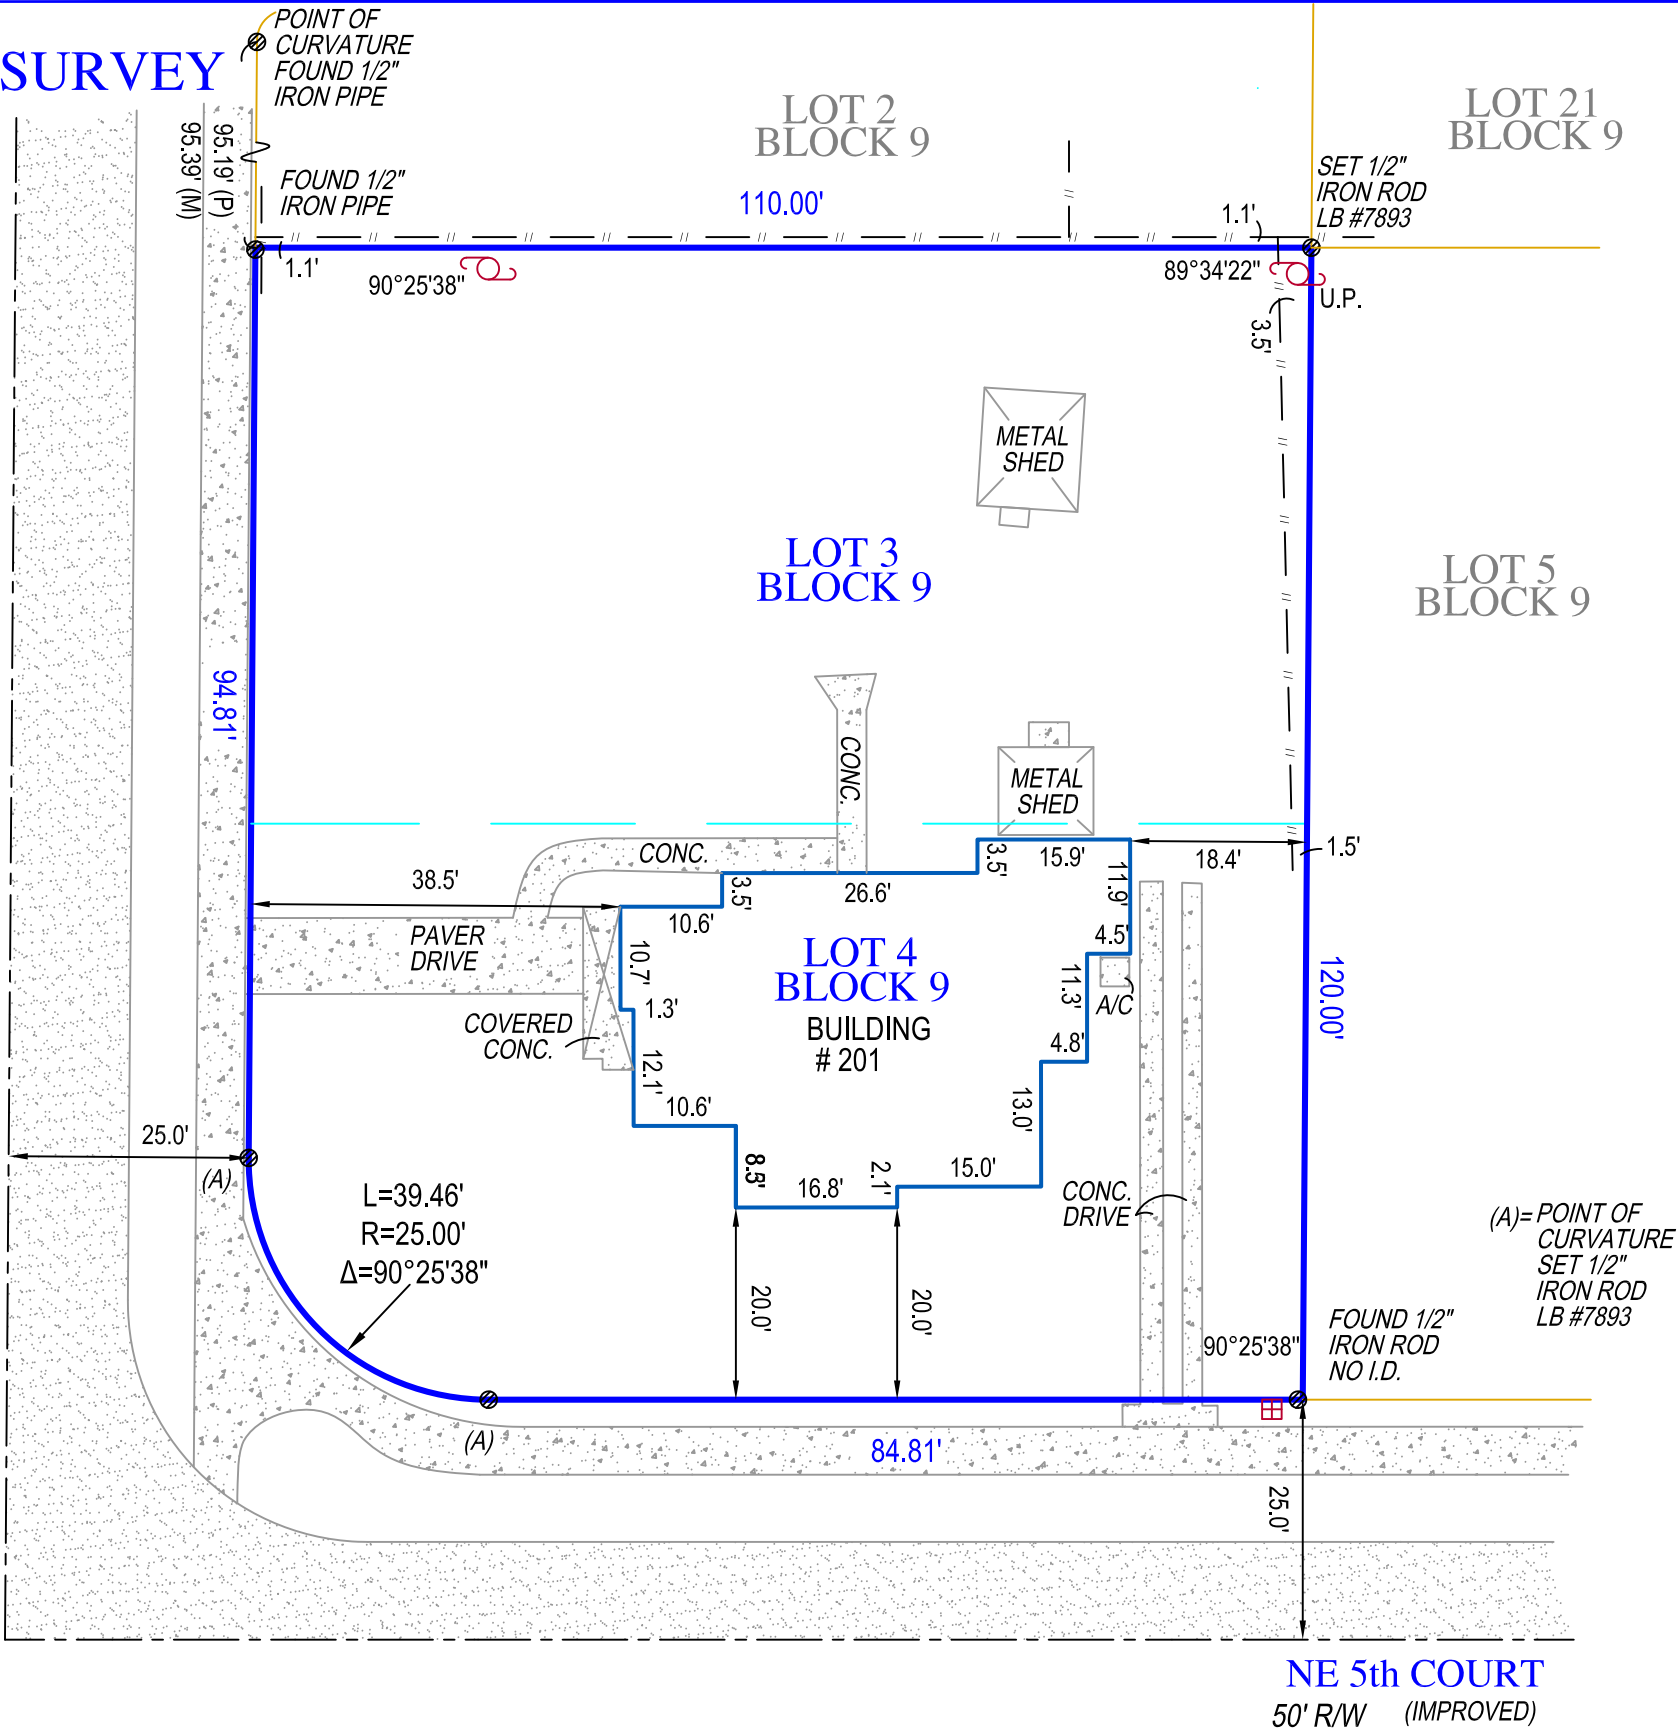 SURVEY
POINT OF
CURVATURE
FOUND 1/2"
IRON PIPE
95.19' (P)
95.39' (M)
FOUND 1/2"
IRON PIPE
LOT 2
BLOCK 9
110.00'
LOT 21
BLOCK 9
SET 1/2"
IRON ROD
LB #7893
1.1'
1.1'
90°25'38"
89°34'22"
U.P.
3.5'
METAL
SHED
LOT 3
BLOCK 9
LOT 5
BLOCK 9
94.81'
CONC.
METAL
SHED
CONC.
38.5'
3.5'
26.6'
3.5'
15.9'
11.9'
18.4'
1.5'
10.6'
PAVER
DRIVE
10.7'
LOT 4
BLOCK 9
BUILDING
# 201
4.5'
11.3'
A/C
120.00'
1.3'
COVERED
CONC.
12.1'
4.8'
10.6'
13.0'
25.0'
(A)
8.5'
16.8'
2.1'
15.0'
CONC.
DRIVE
L=39.46'
R=25.00'
Δ=90°25'38"
20.0'
20.0'
(A)= POINT OF
CURVATURE
SET 1/2"
IRON ROD
LB #7893
90°25'38"
FOUND 1/2"
IRON ROD
NO I.D.
(A)
84.81'
25.0'
NE 5th COURT
50' R/W (IMPROVED)